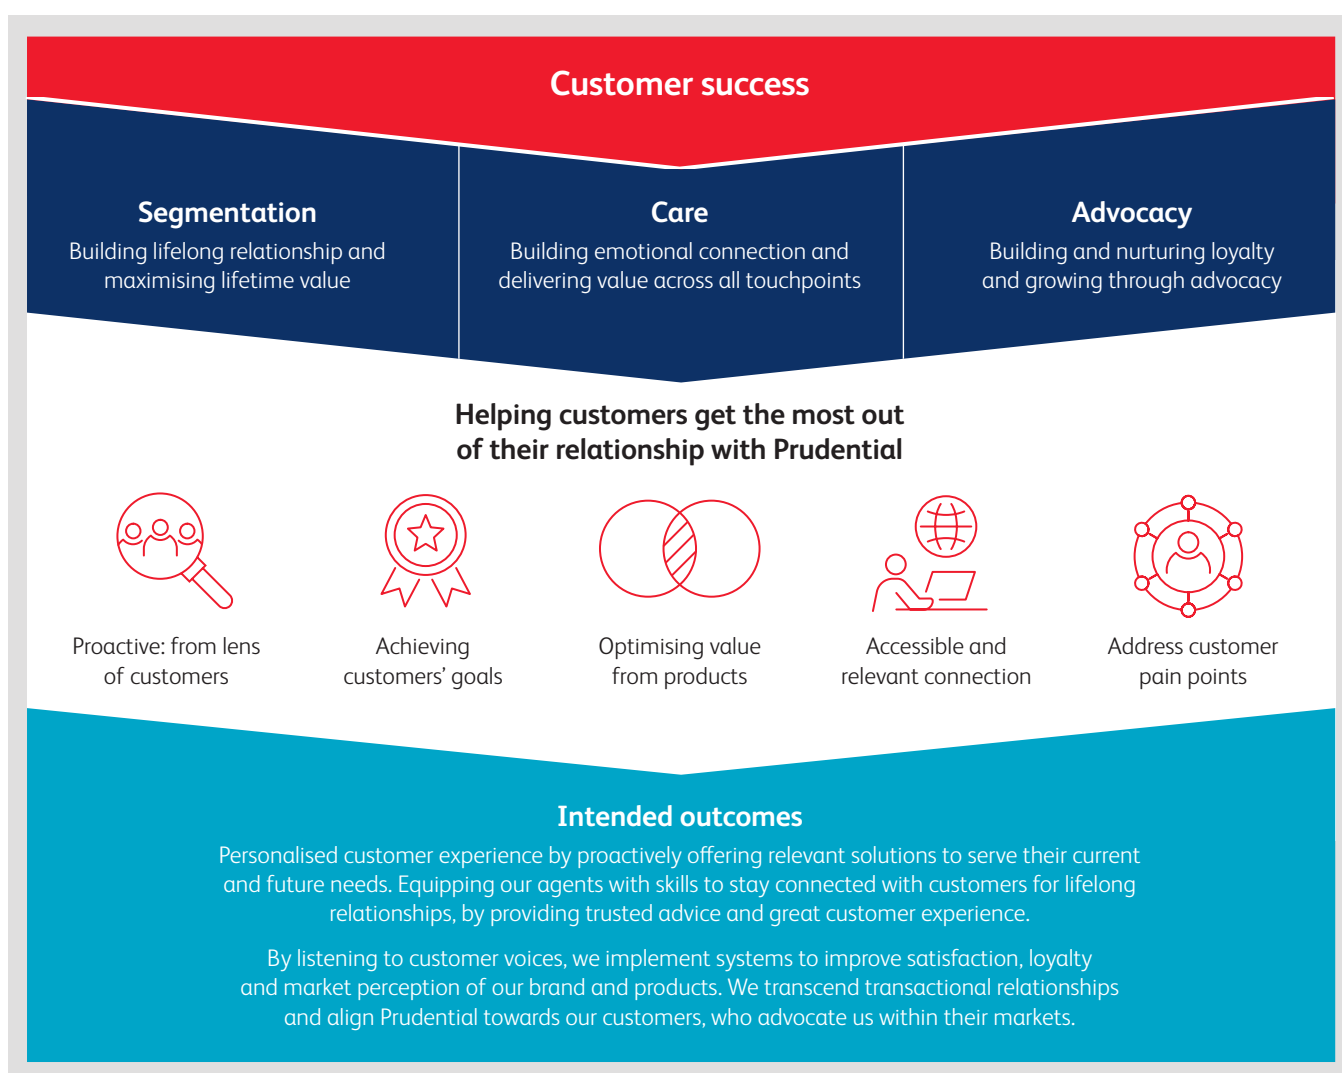 Customer success
Segmentation
Building lifelong relationship and
maximising lifetime value
Care
Building emotional connection and
delivering value across all touchpoints
Advocacy
Building and nurturing loyalty
and growing through advocacy
Helping customers get the most out
of their relationship with Prudential
Proactive: from lens
of customers
Achieving
customers’ goals
Optimising value
from products
Accessible and
relevant connection
Address customer
pain points
Intended outcomes
Personalised customer experience by proactively offering relevant solutions to serve their current
and future needs. Equipping our agents with skills to stay connected with customers for lifelong
relationships, by providing trusted advice and great customer experience.
By listening to customer voices, we implement systems to improve satisfaction, loyalty
and market perception of our brand and products. We transcend transactional relationships
and align Prudential towards our customers, who advocate us within their markets.